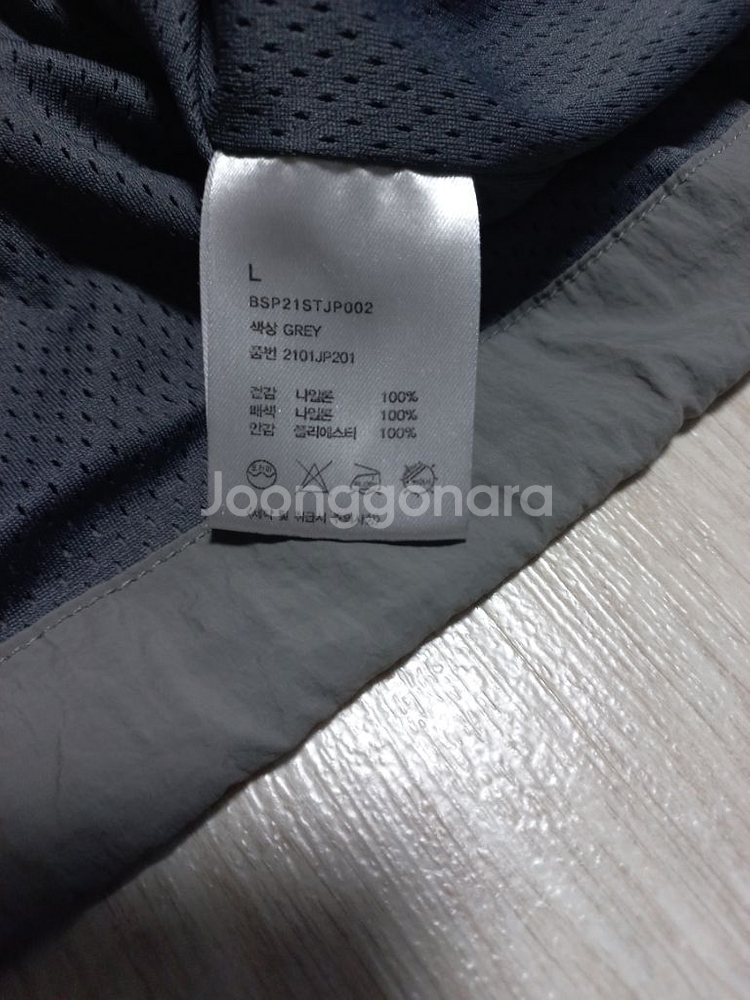 L
BSP21STJP002
색상 GREY
품번 2101JP201
겉감 나일론 100%
배색 나일론 100%
안감 폴리에스터 100%
Joonggonara